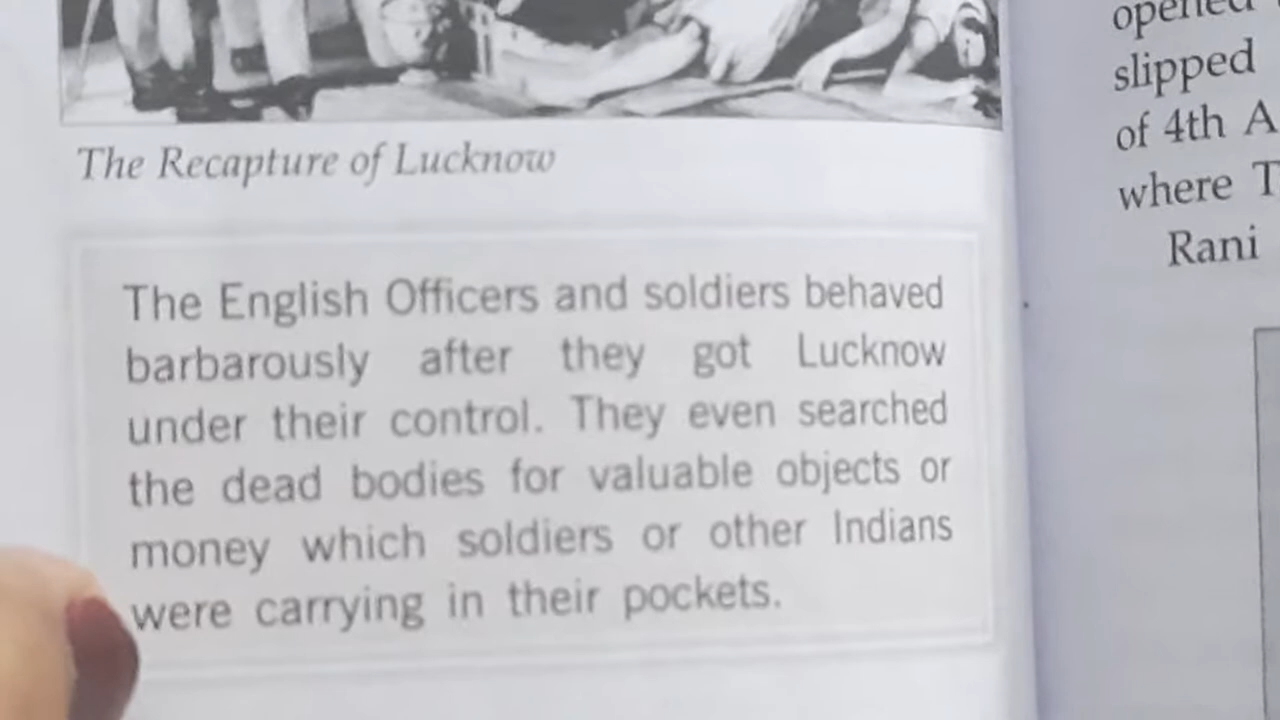 The Recapture of Lucknow
The English Officers and soldiers behaved
barbarously after they got Lucknow
under their control. They even searched
the dead bodies for valuable objects or
money which soldiers or other Indians
were carrying in their pockets.
opened
slipped
of 4th A
where T
Rani